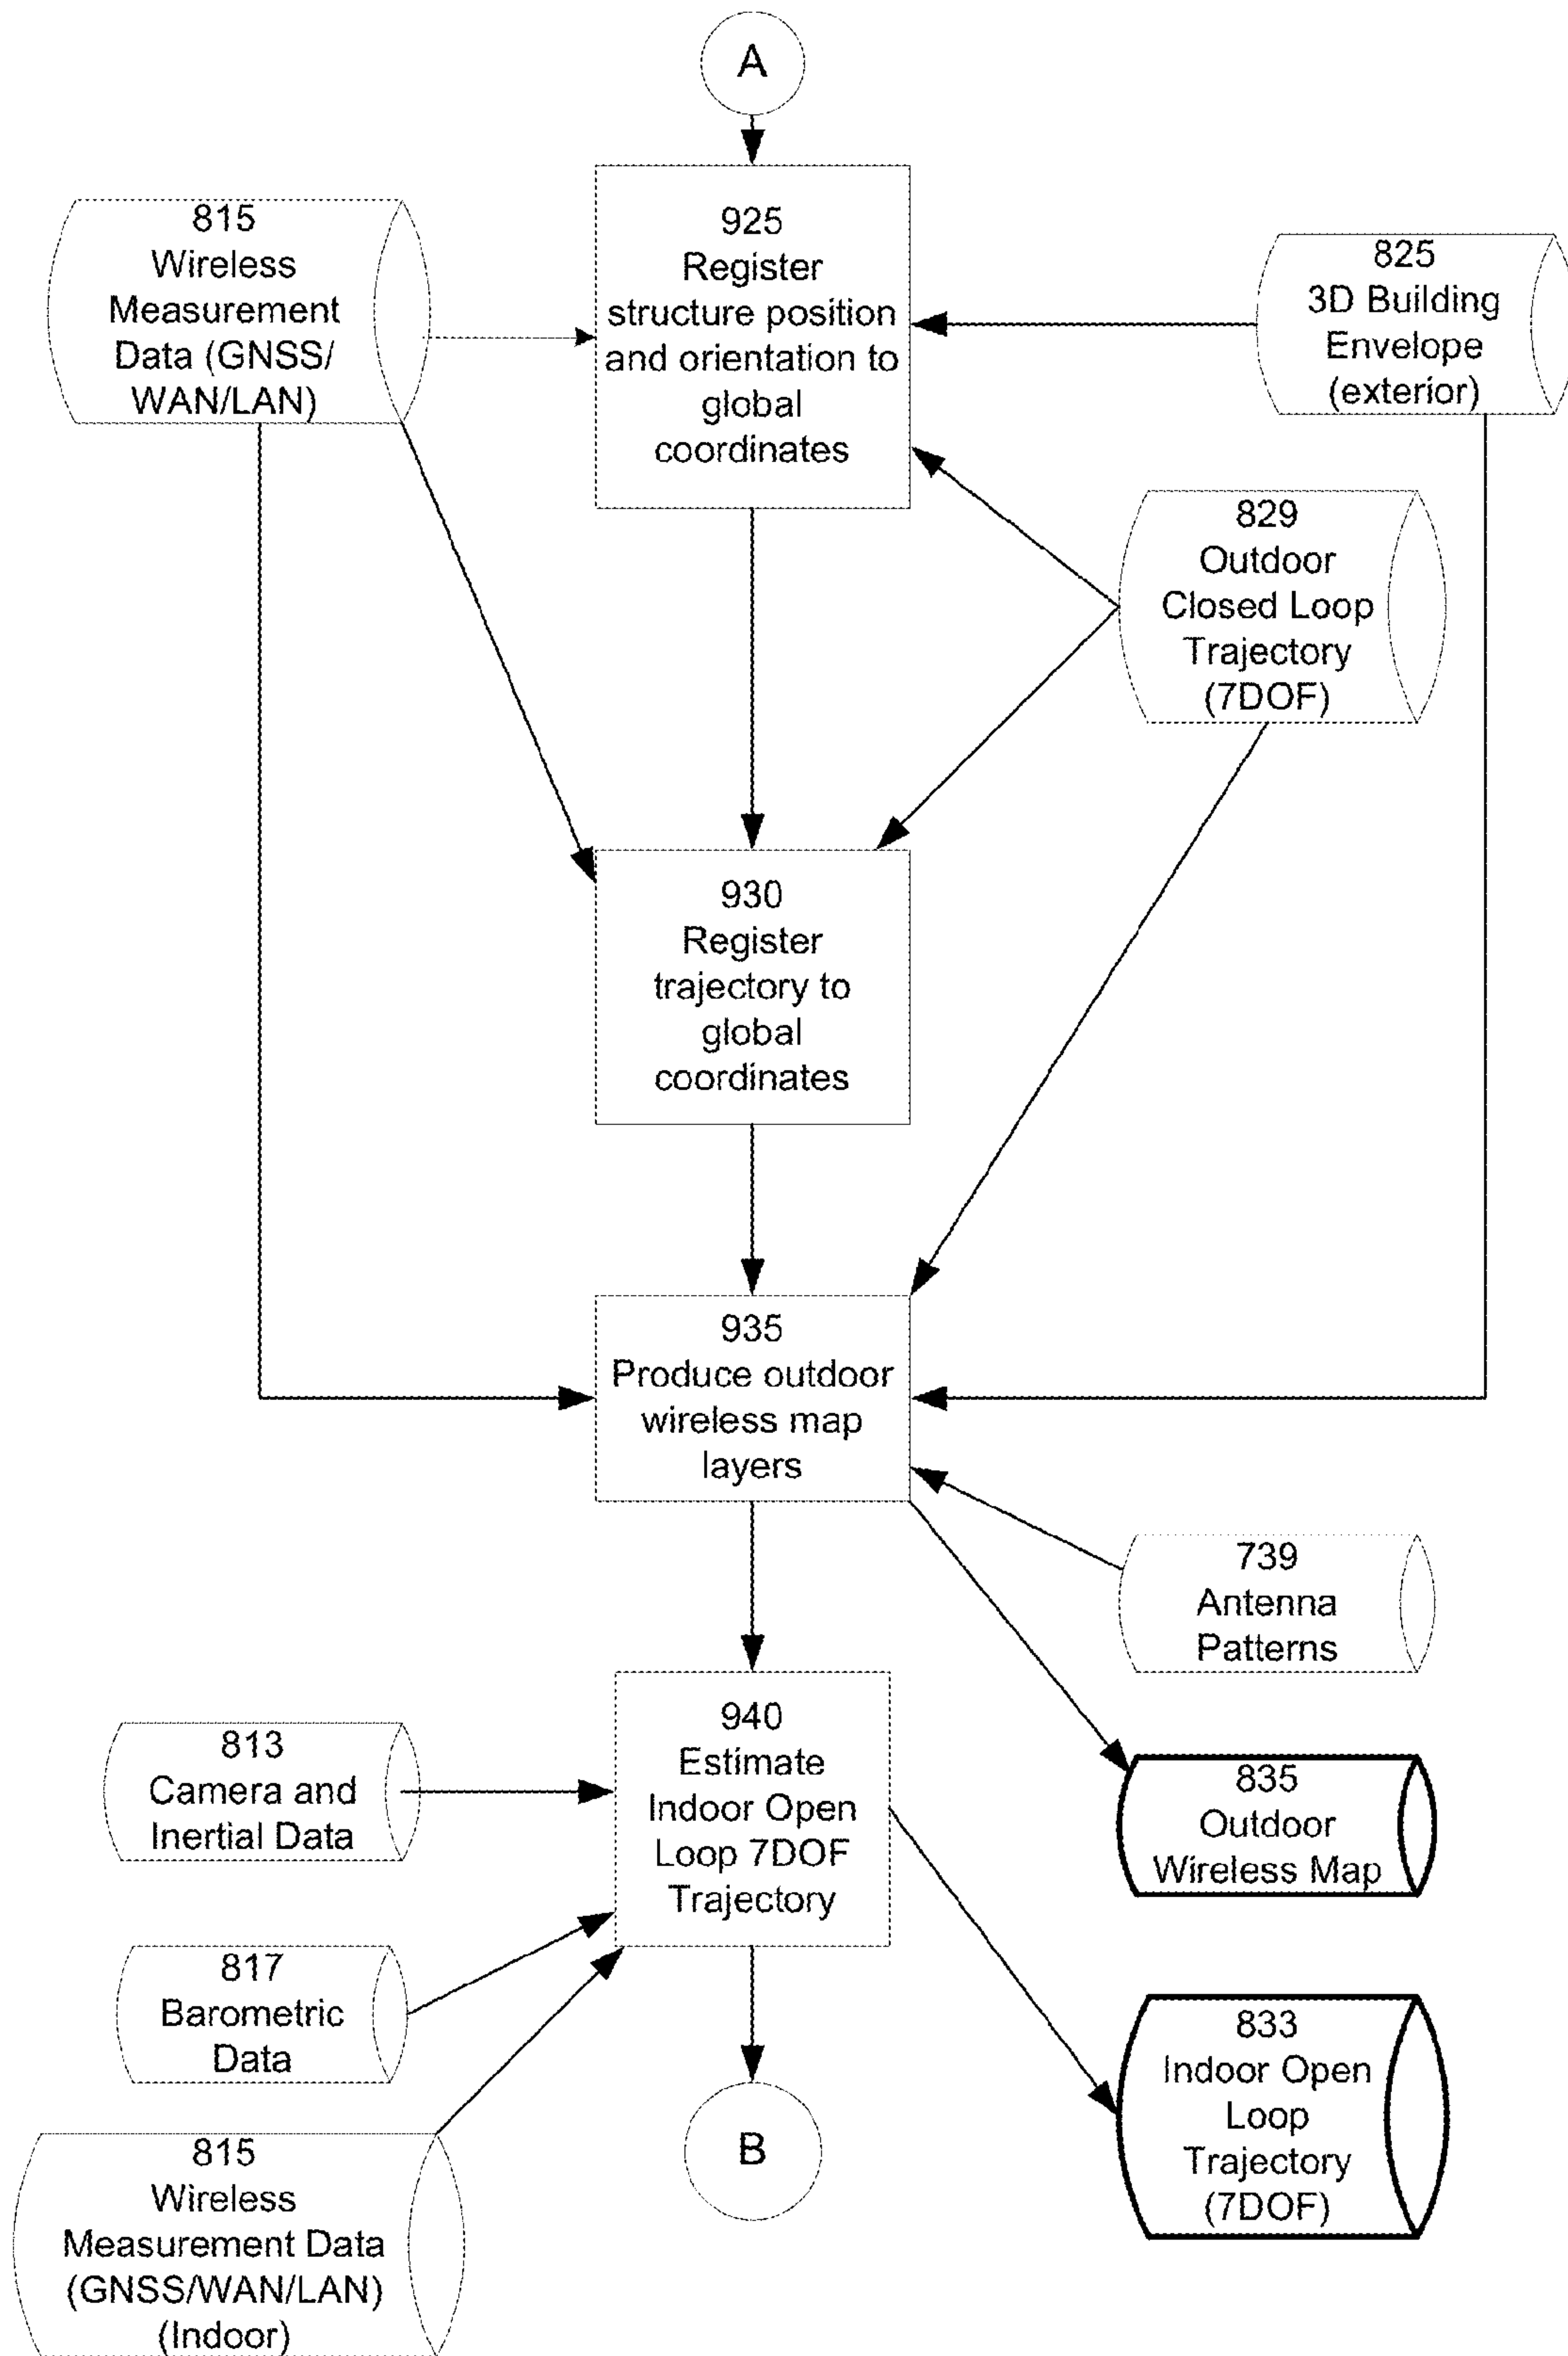 A
925
Register
structure position
and orientation to
global
coordinates
815
Wireless
Measurement
Data (GNSS/
WAN/LAN)
825
3D Building
Envelope
(exterior)
829
Outdoor
Closed Loop
Trajectory
(7DOF)
930
Register
trajectory to
global
coordinates
935
Produce outdoor
wireless map
layers
739
Antenna
Patterns
940
Estimate
Indoor Open
Loop 7DOF
Trajectory
813
Camera and
Inertial Data
835
Outdoor
Wireless Map
817
Barometric
Data
833
Indoor Open
Loop
Trajectory
(7DOF)
B
815
Wireless
Measurement Data
(GNSS/WAN/LAN)
(Indoor)